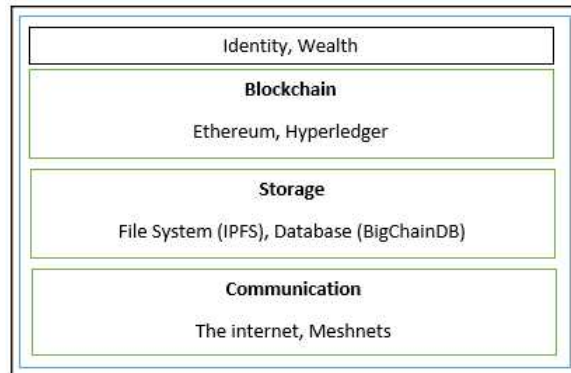 Identity, Wealth
Blockchain
Ethereum, Hyperledger
Storage
File System (IPFS), Database (BigChainDB)
Communication
The internet, Meshnets